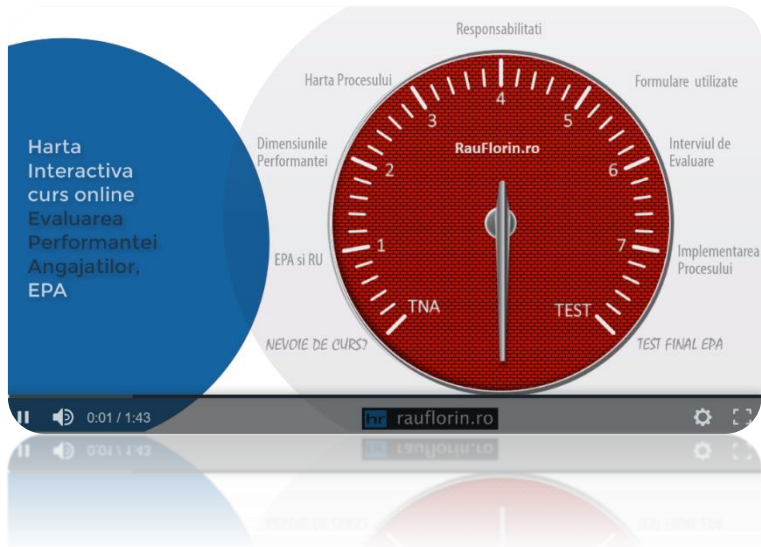 Harta
Interactiva
curs online
Evaluarea
Performantei
Angajatilor,
EPA
Responsabilitati
Harta Procesului
Formulare utilizate
Dimensiunile
Performantei
Interviul de
Evaluare
EPA si RU
Implementarea
Procesului
NEVOIE DE CURS?
TEST FINAL EPA
RauFlorin.ro
TNA
1
2
3
4
5
6
7
TEST
0:01 / 1:43
hr rauflorin.ro